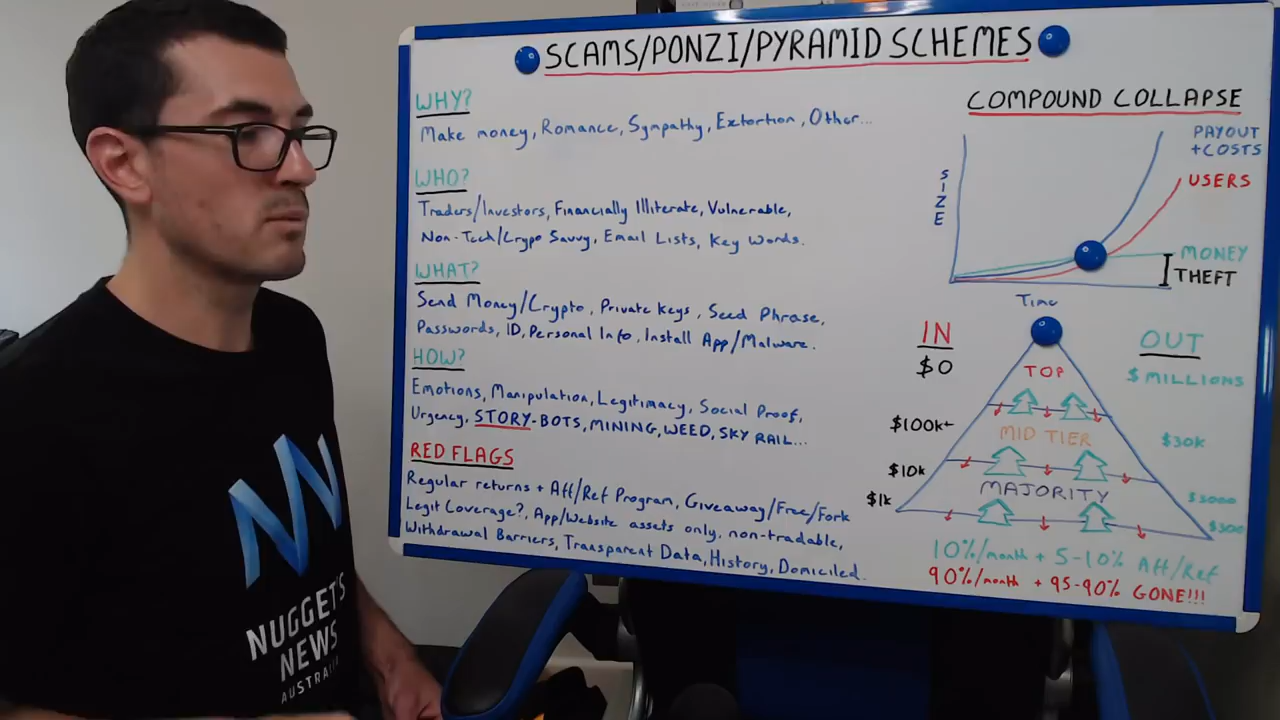 SCAMS/PONZI/PYRAMID SCHEMES
WHY?
Make money, Romance, Sympathy, Extortion, Other...
WHO?
Traders/Investors, Financially Illiterate, Vulnerable,
Non-Tech/Crypo Savvy, Email Lists, Key Words.
WHAT?
Send Money/Crypto, Private Keys, Seed Phrase,
Passwords, ID, Personal Info, Install App/Malware.
HOW?
Emotions, Manipulation, Legitimacy, Social Proof,
Urgency, STORY-BOTS, MINING, WEED, SKY RAIL...
RED FLAGS
Regular returns + Aff/Ref Program, Giveaway/Free/Fork
Legit Coverage?, App/Website assets only, non-tradable,
Withdrawal Barriers, Transparent Data, History, Domiciled.
COMPOUND COLLAPSE
PAYOUT
+COSTS
USERS
SIZE
MONEY
THEFT
Time
IN
OUT
$0
TOP
$ MILLIONS
$100k+
MID TIER
$30k
$10k
MAJORITY
$3000
$1k
$300
10%/month + 5-10% Aff/Ref
90%/month + 95-90% GONE!!!
NUGGET'S
NEWS
AUSTRALIA